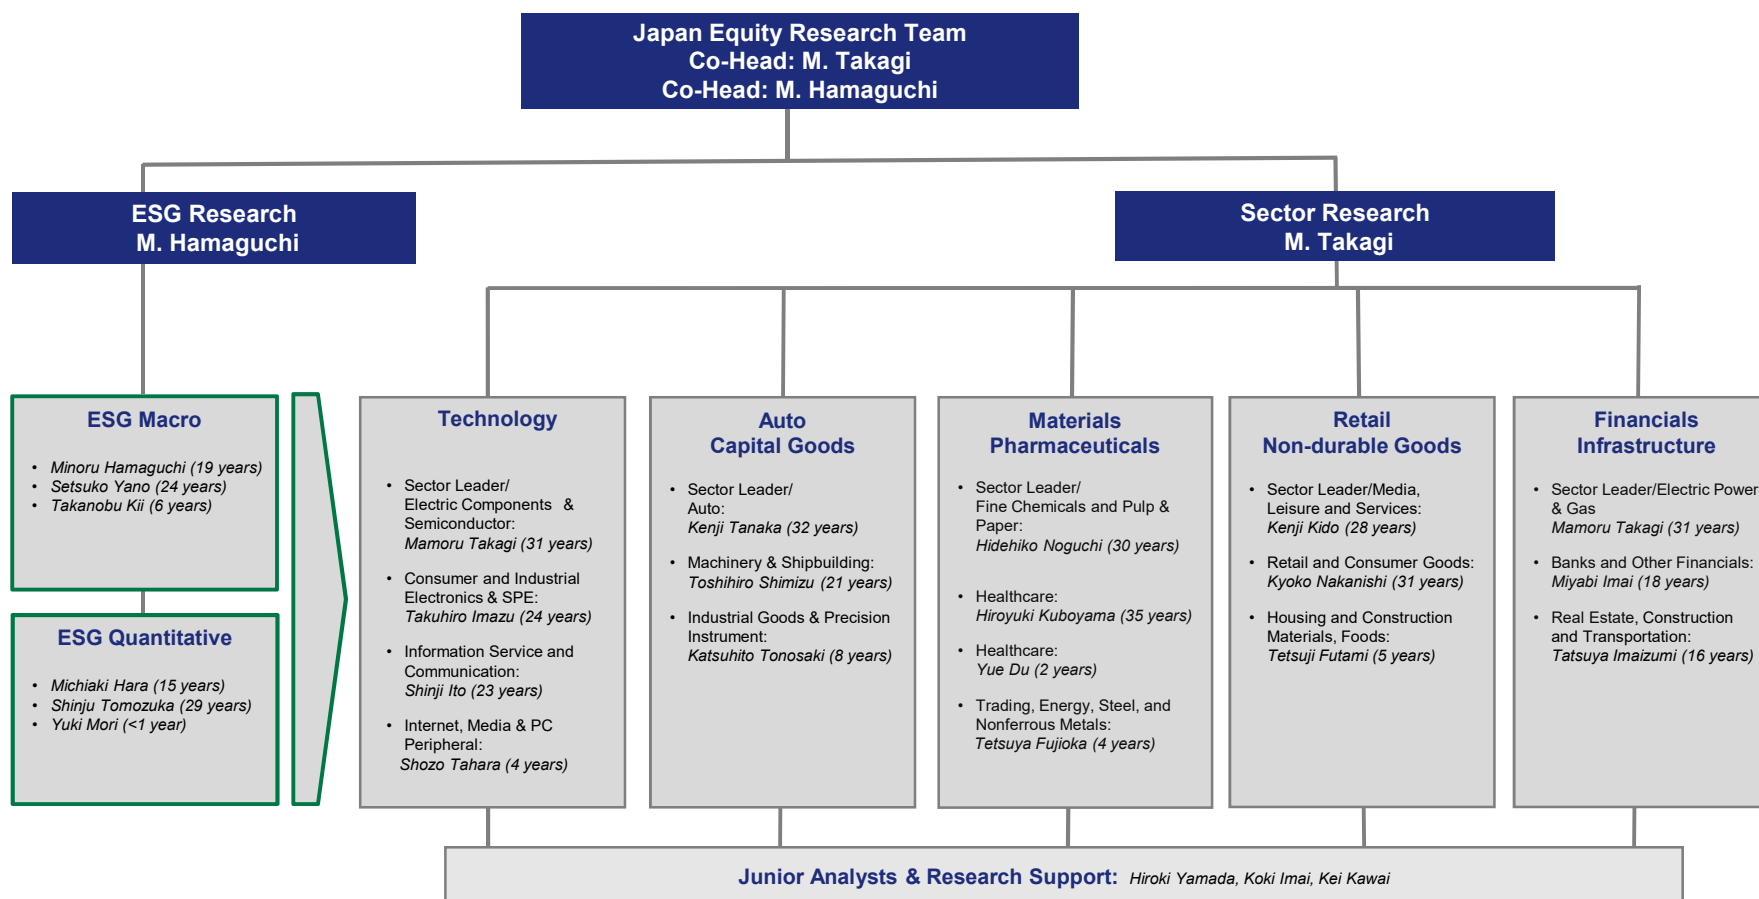 Japan Equity Research Team
Co-Head: M. Takagi
Co-Head: M. Hamaguchi
ESG Research
M. Hamaguchi
Sector Research
M. Takagi
ESG Macro
• Minoru Hamaguchi (19 years)
• Setsuko Yano (24 years)
• Takanobu Kii (6 years)
ESG Quantitative
• Michiaki Hara (15 years)
• Shinju Tomozuka (29 years)
• Yuki Mori (<1 year)
Technology
• Sector Leader/
Electric Components &
Semiconductor:
Mamoru Takagi (31 years)
• Consumer and Industrial
Electronics & SPE:
Takuhiro Imazu (24 years)
• Information Service and
Communication:
Shinji Ito (23 years)
• Internet, Media & PC
Peripheral:
Shozo Tahara (4 years)
Auto
Capital Goods
• Sector Leader/
Auto:
Kenji Tanaka (32 years)
• Machinery & Shipbuilding:
Toshihiro Shimizu (21 years)
• Industrial Goods & Precision
Instrument:
Katsuhito Tonosaki (8 years)
Materials
Pharmaceuticals
• Sector Leader/
Fine Chemicals and Pulp &
Paper:
Hidehiko Noguchi (30 years)
• Healthcare:
Hiroyuki Kuboyama (35 years)
• Healthcare:
Yue Du (2 years)
• Trading, Energy, Steel, and
Nonferrous Metals:
Tetsuya Fujioka (4 years)
Retail
Non-durable Goods
• Sector Leader/Media,
Leisure and Services:
Kenji Kido (28 years)
• Retail and Consumer Goods:
Kyoko Nakanishi (31 years)
• Housing and Construction
Materials, Foods:
Tetsuji Futami (5 years)
Financials
Infrastructure
• Sector Leader/Electric Power
& Gas
Mamoru Takagi (31 years)
• Banks and Other Financials:
Miyabi Imai (18 years)
• Real Estate, Construction
and Transportation:
Tatsuya Imaizumi (16 years)
Junior Analysts & Research Support: Hiroki Yamada, Koki Imai, Kei Kawai